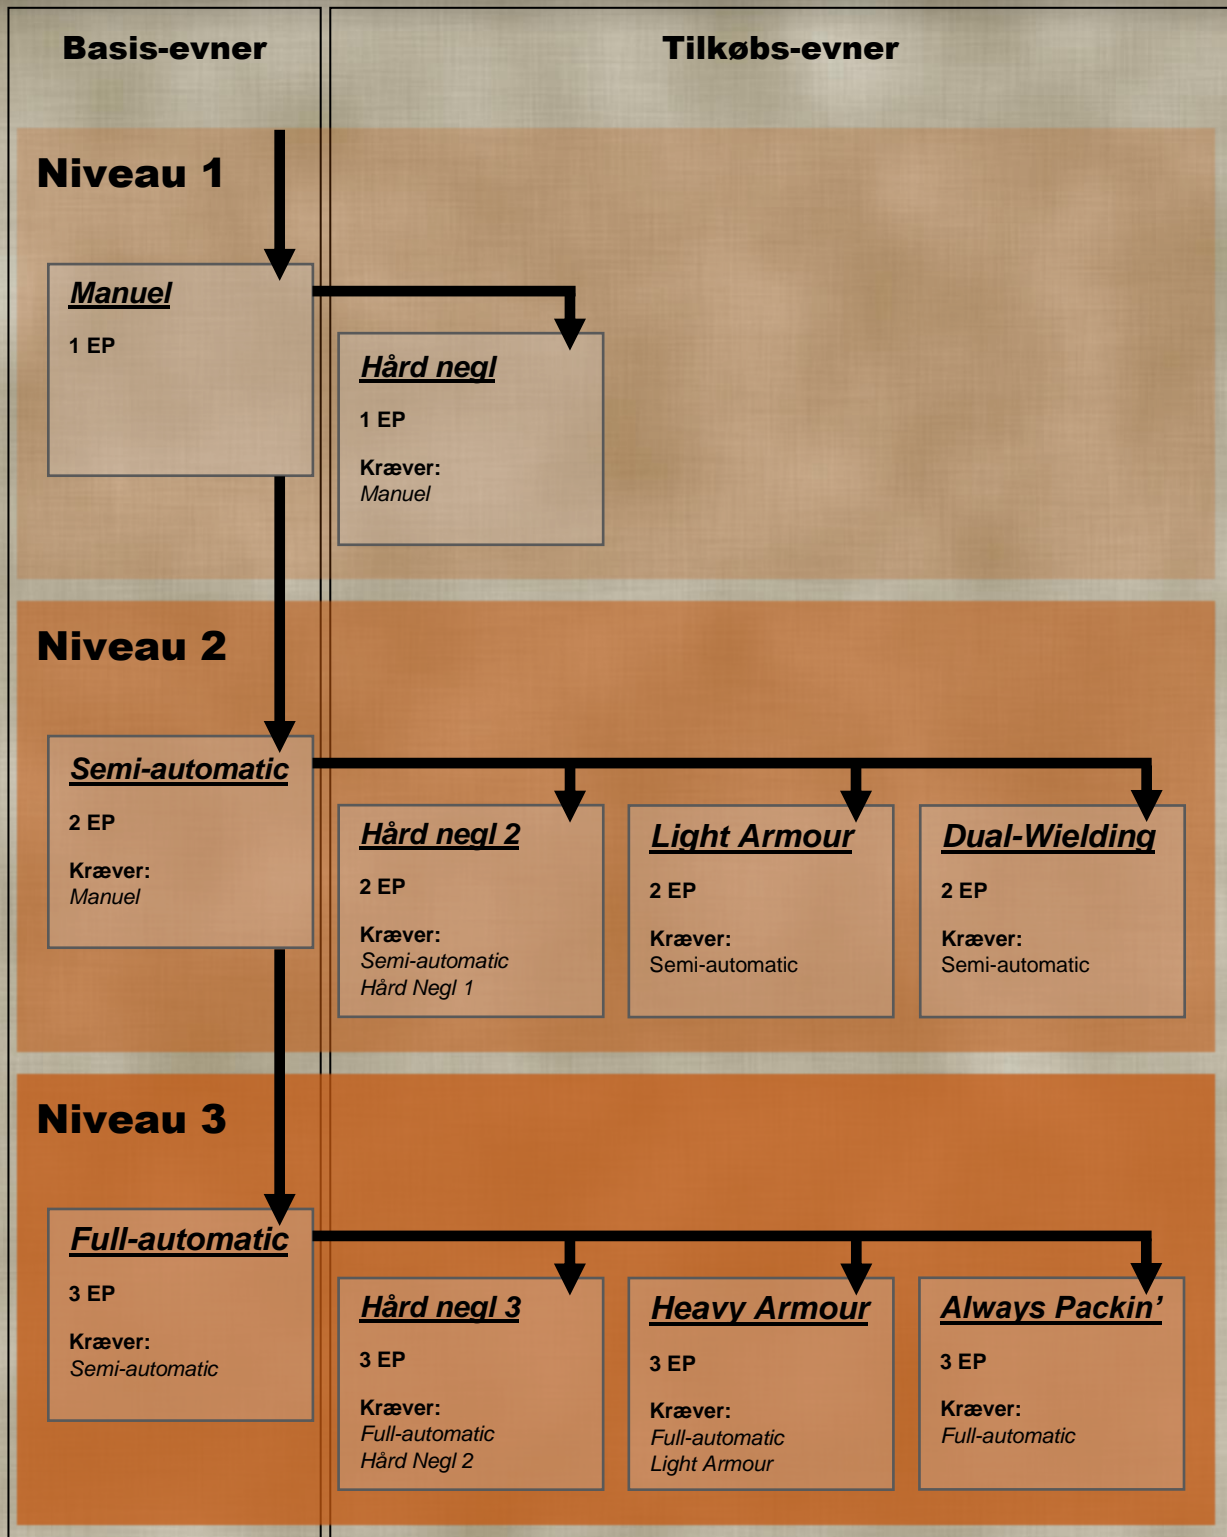 Basis-evner
Tilkøbs-evner
Niveau 1
Manuel
1 EP
Hård negl
1 EP
Kræver:
Manuel
Niveau 2
Semi-automatic
2 EP
Kræver:
Manuel
Hård negl 2
2 EP
Kræver:
Semi-automatic
Hård Negl 1
Light Armour
2 EP
Kræver:
Semi-automatic
Dual-Wielding
2 EP
Kræver:
Semi-automatic
Niveau 3
Full-automatic
3 EP
Kræver:
Semi-automatic
Hård negl 3
3 EP
Kræver:
Full-automatic
Hård Negl 2
Heavy Armour
3 EP
Kræver:
Full-automatic
Light Armour
Always Packin’
3 EP
Kræver:
Full-automatic